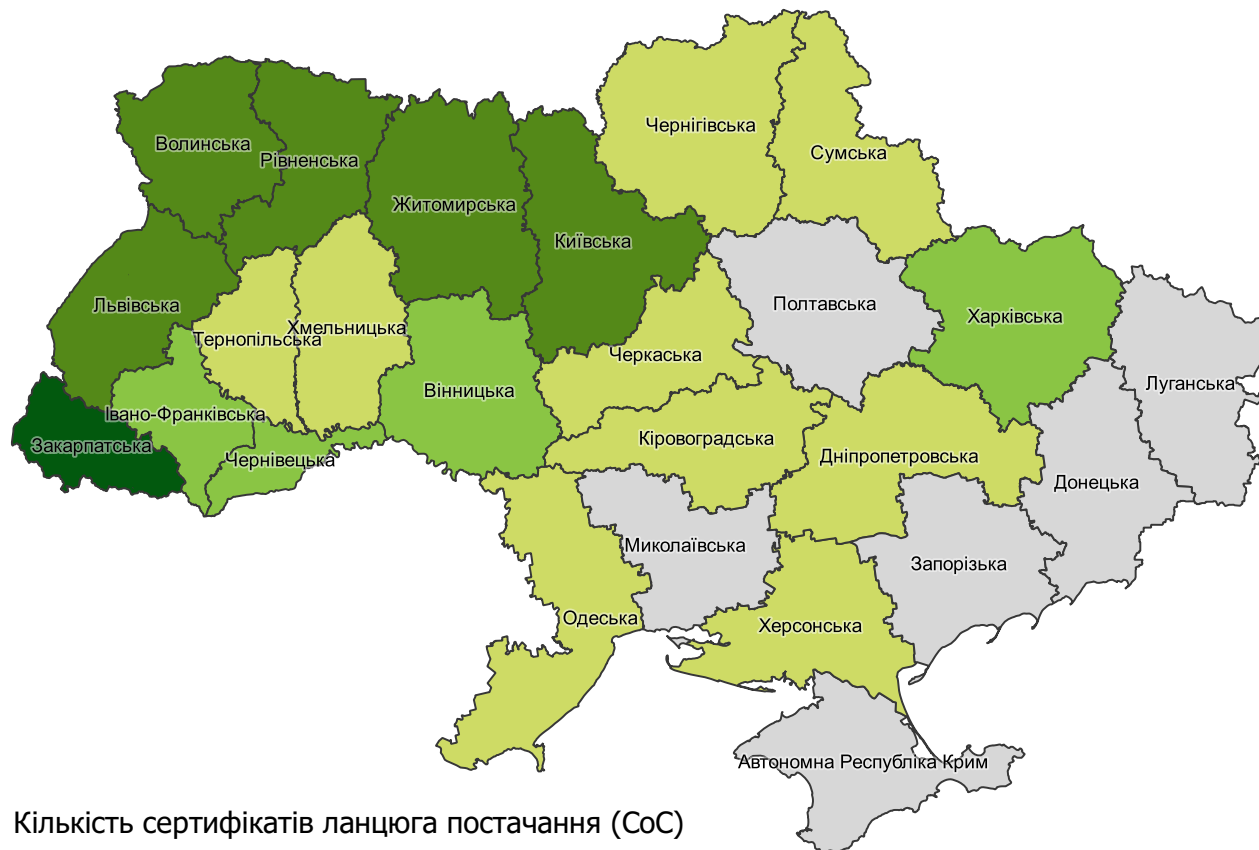 Чернігівська
Волинська
Сумська
Рівненська
Житомирська
Київська
Львівська
Полтавська
Харківська
Хмельницька
Тернопільська
Черкаська
Луганська
Вінницька
Івано-Франківська
Закарпатська
Кіровоградська
Чернівецька
Дніпропетровська
Донецька
Миколаївська
Запорізька
Одеська
Херсонська
Автономна Республіка Крим
Кількість сертифікатів ланцюга постачання (CoC)